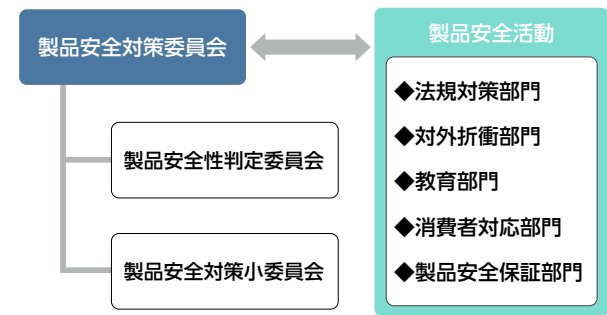 製品安全対策委員会
製品安全性判定委員会
製品安全対策小委員会
製品安全活動
◆法規対策部門
◆対外折衝部門
◆教育部門
◆消費者対応部門
◆製品安全保証部門